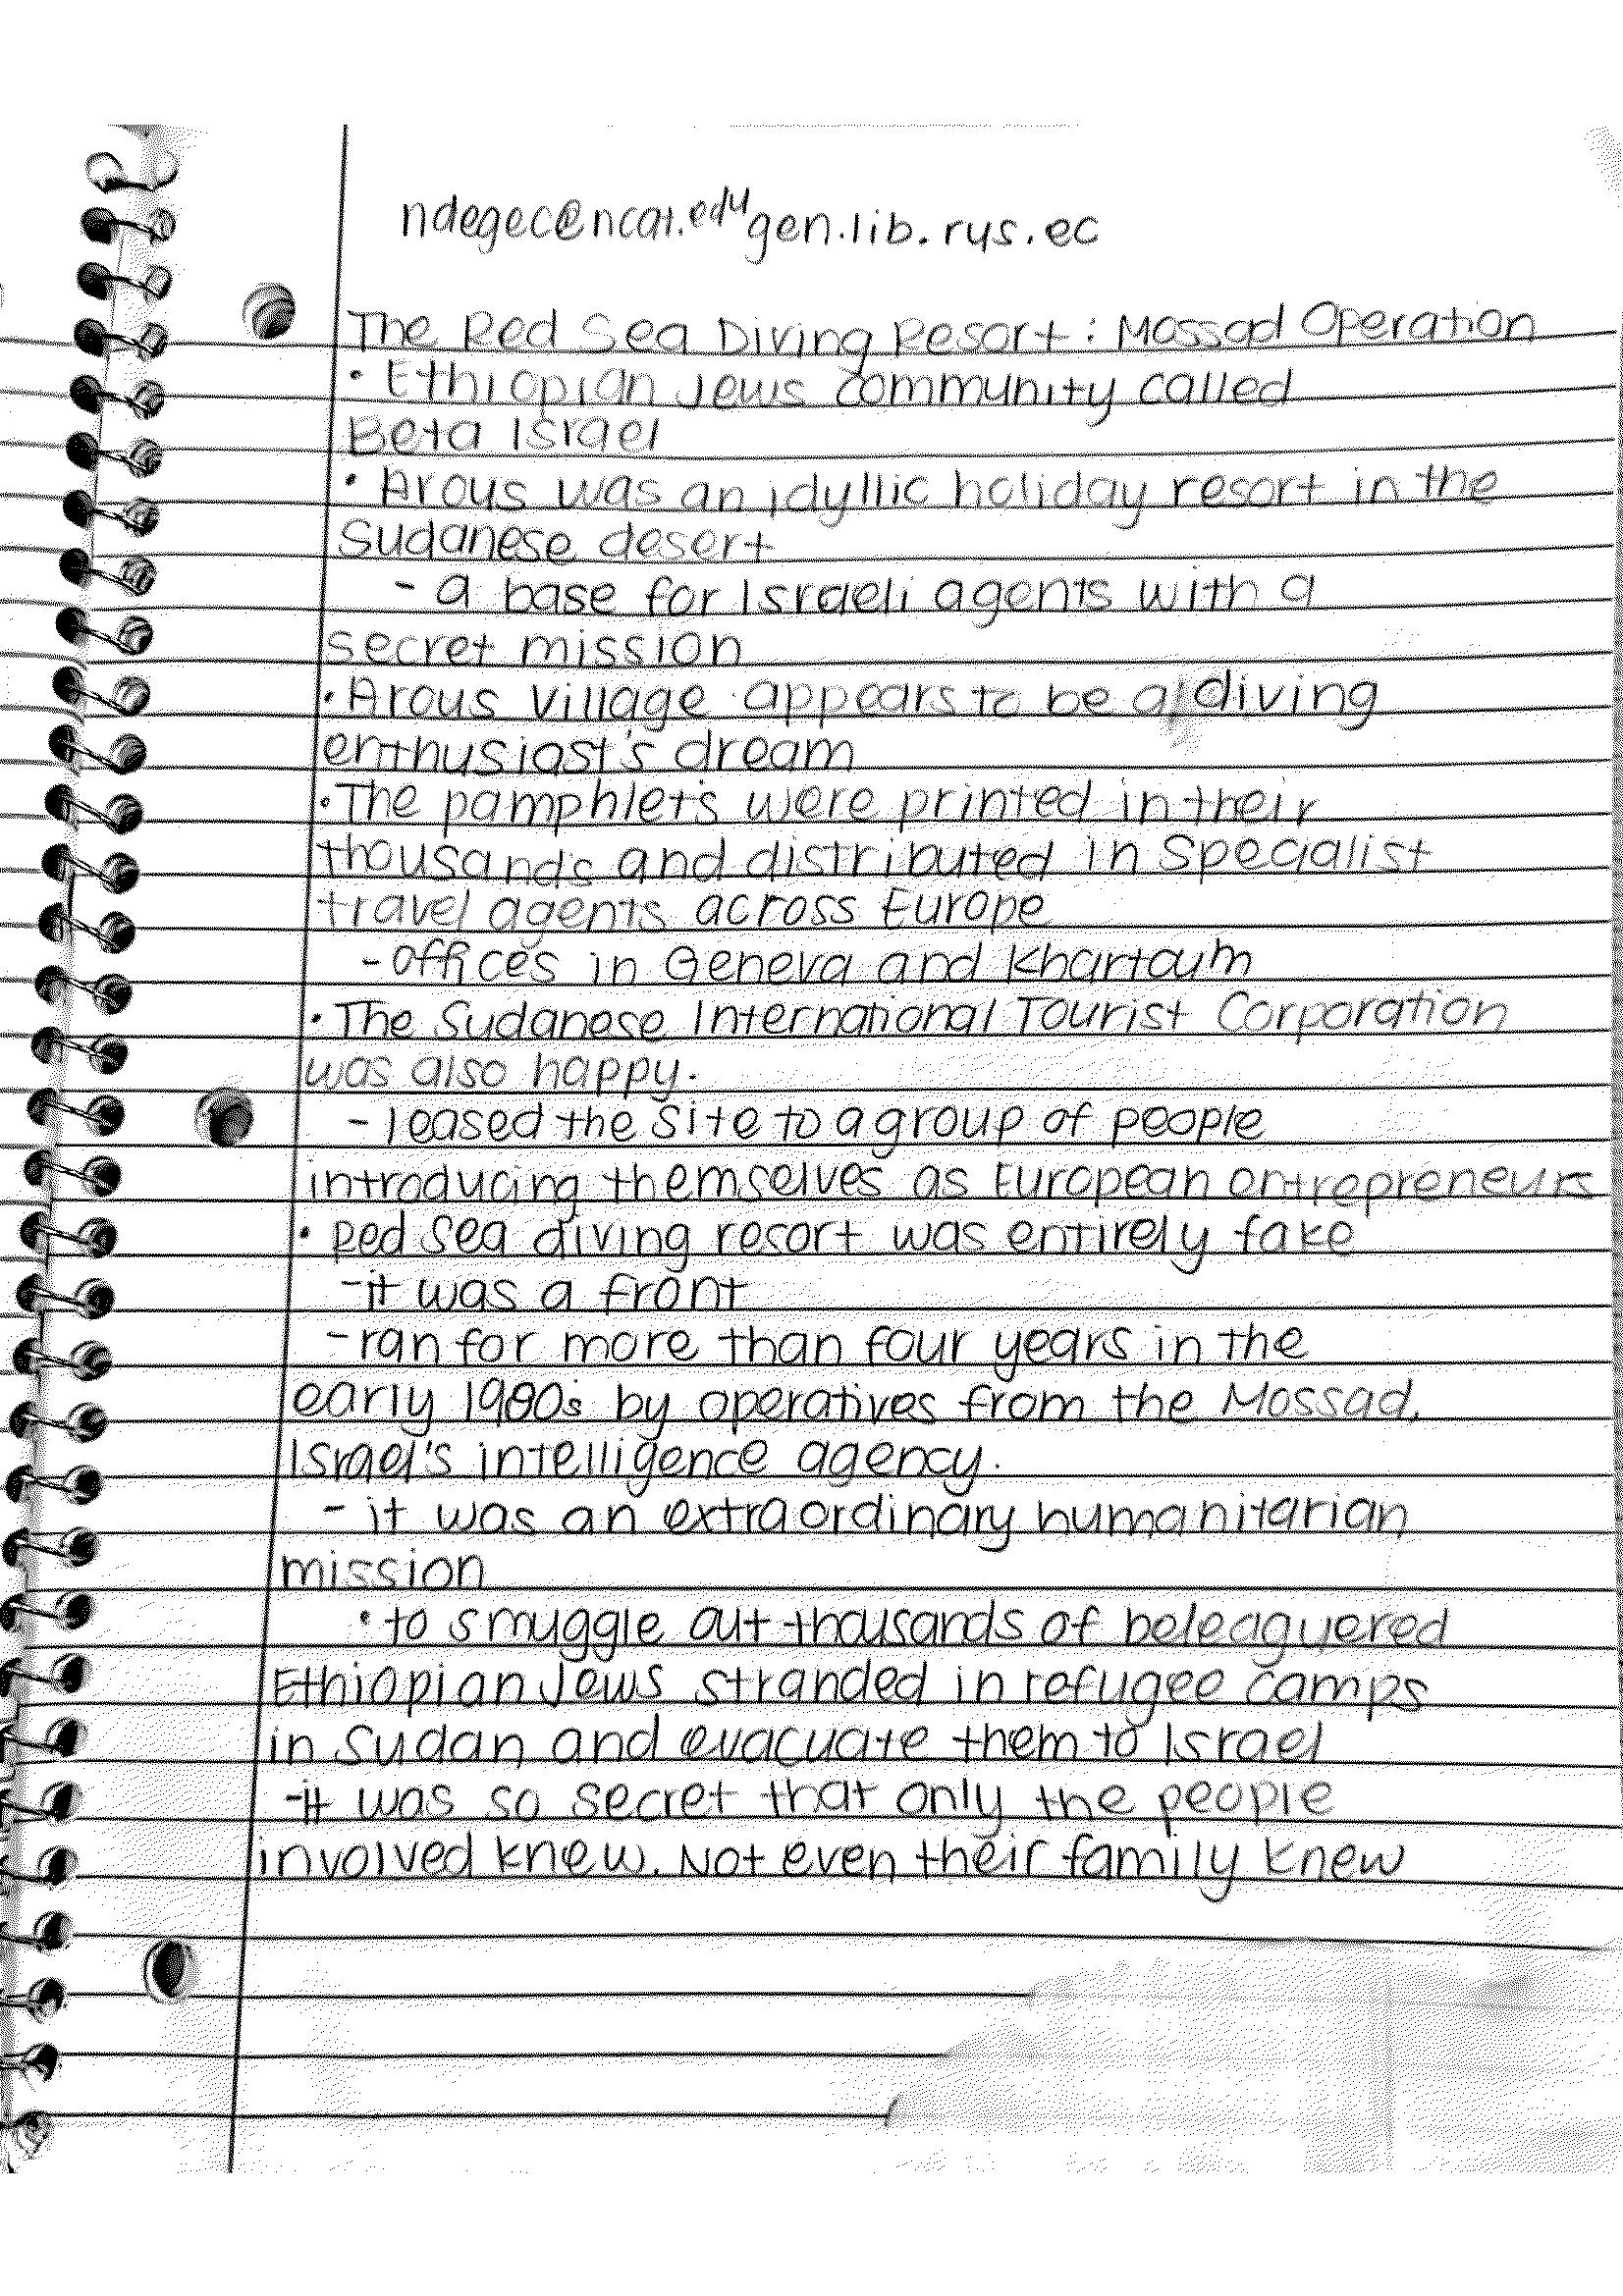 ndegec@ncat.edu gen.lib.rus.ec
The Red Sea Diving Resort: Mossad Operation
• Ethiopian Jews community called
Beta Israel
• Arous was an idyllic holiday resort in the
Sudanese desert
- a base for Israeli agents with a
secret mission
• Arous Village appears to be a diving
enthusiast's dream
• The pamphlets were printed in their
thousands and distributed in Specialist
travel agents across Europe
- offices in Geneva and Khartoum
• The Sudanese International Tourist Corporation
was also happy.
- leased the site to a group of people
introducing themselves as European entrepreneurs
• Red Sea diving resort was entirely fake
- it was a front
- ran for more than four years in the
early 1980s by operatives from the Mossad,
Israel's intelligence agency.
- it was an extraordinary humanitarian
mission
• to smuggle out thousands of beleaguered
Ethiopian Jews stranded in refugee camps
in Sudan and evacuate them to Israel
- it was so secret that only the people
involved knew. Not even their family knew